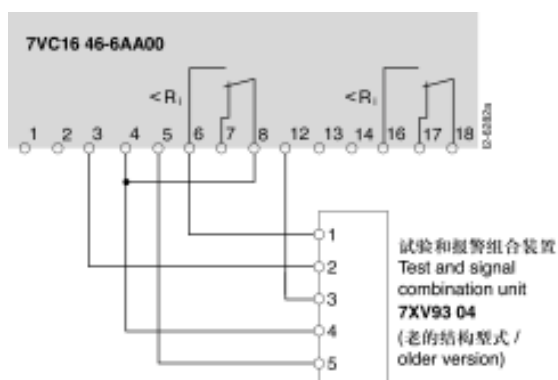 7VC16 46-6AA00
<R₁ <R₁
1 2 3 4 5 6 7 8 12 13 14 16 17 18
1
2
3
4
5
试验和报警组合装置
Test and signal
combination unit
7XV93 04
(老的结构型式 /
older version)